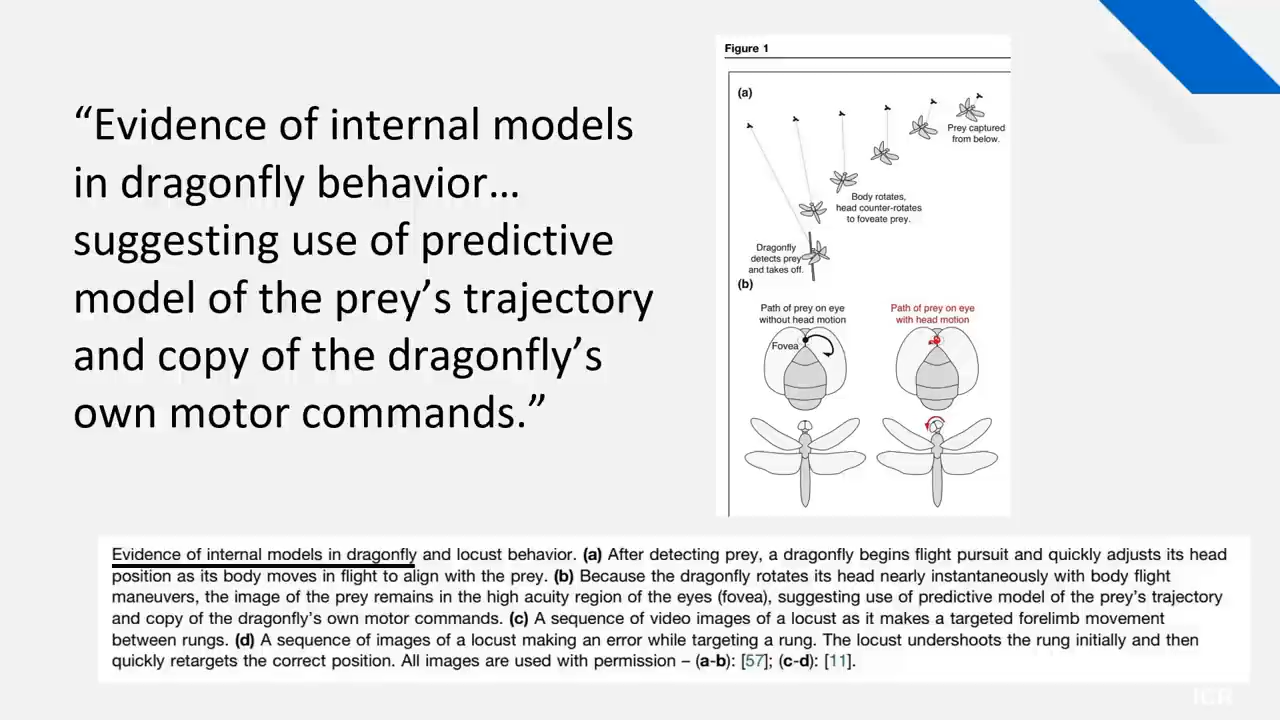 “Evidence of internal models
in dragonfly behavior…
suggesting use of predictive
model of the prey’s trajectory
and copy of the dragonfly’s
own motor commands.”
Figure 1
(a)
Prey captured
from below.
Body rotates,
head counter-rotates
to foveate prey.
Dragonfly
detects prey
and takes off.
(b)
Path of prey on eye
without head motion
Path of prey on eye
with head motion
Fovea
Evidence of internal models in dragonfly and locust behavior. (a) After detecting prey, a dragonfly begins flight pursuit and quickly adjusts its head
position as its body moves in flight to align with the prey. (b) Because the dragonfly rotates its head nearly instantaneously with body flight
maneuvers, the image of the prey remains in the high acuity region of the eyes (fovea), suggesting use of predictive model of the prey’s trajectory
and copy of the dragonfly’s own motor commands. (c) A sequence of video images of a locust as it makes a targeted forelimb movement
between rungs. (d) A sequence of images of a locust making an error while targeting a rung. The locust undershoots the rung initially and then
quickly retargets the correct position. All images are used with permission – (a-b): [57]; (c-d): [11].
ICR